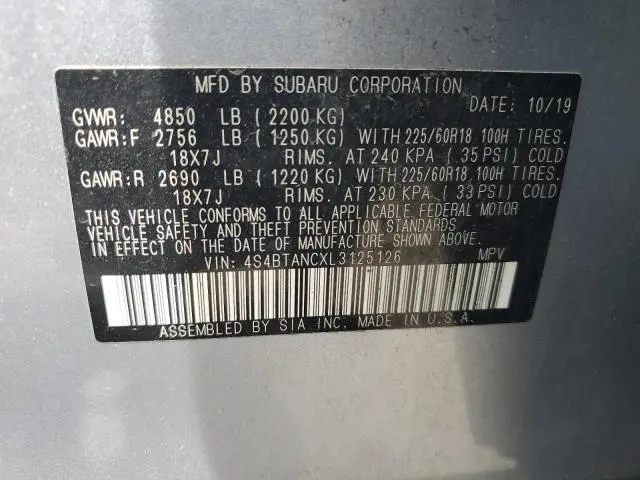 MFD BY SUBARU CORPORATION
DATE: 10/19
GVWR: 4850 LB (2200 KG)
GAWR:F 2756 LB (1250 KG) WITH 225/60R18 100H TIRES.
18X7J RIMS. AT 240 KPA (35 PSI) COLD
GAWR:R 2690 LB (1220 KG) WITH 225/60R18 100H TIRES.
18X7J RIMS. AT 230 KPA (33 PSI) COLD
THIS VEHICLE CONFORMS TO ALL APPLICABLE FEDERAL MOTOR
VEHICLE SAFETY AND THEFT PREVENTION STANDARDS
IN EFFECT ON THE DATE OF MANUFACTURE SHOWN ABOVE.
VIN: 4S4BTANCXL3125126 MPV
ASSEMBLED BY SIA INC. MADE IN U.S.A.